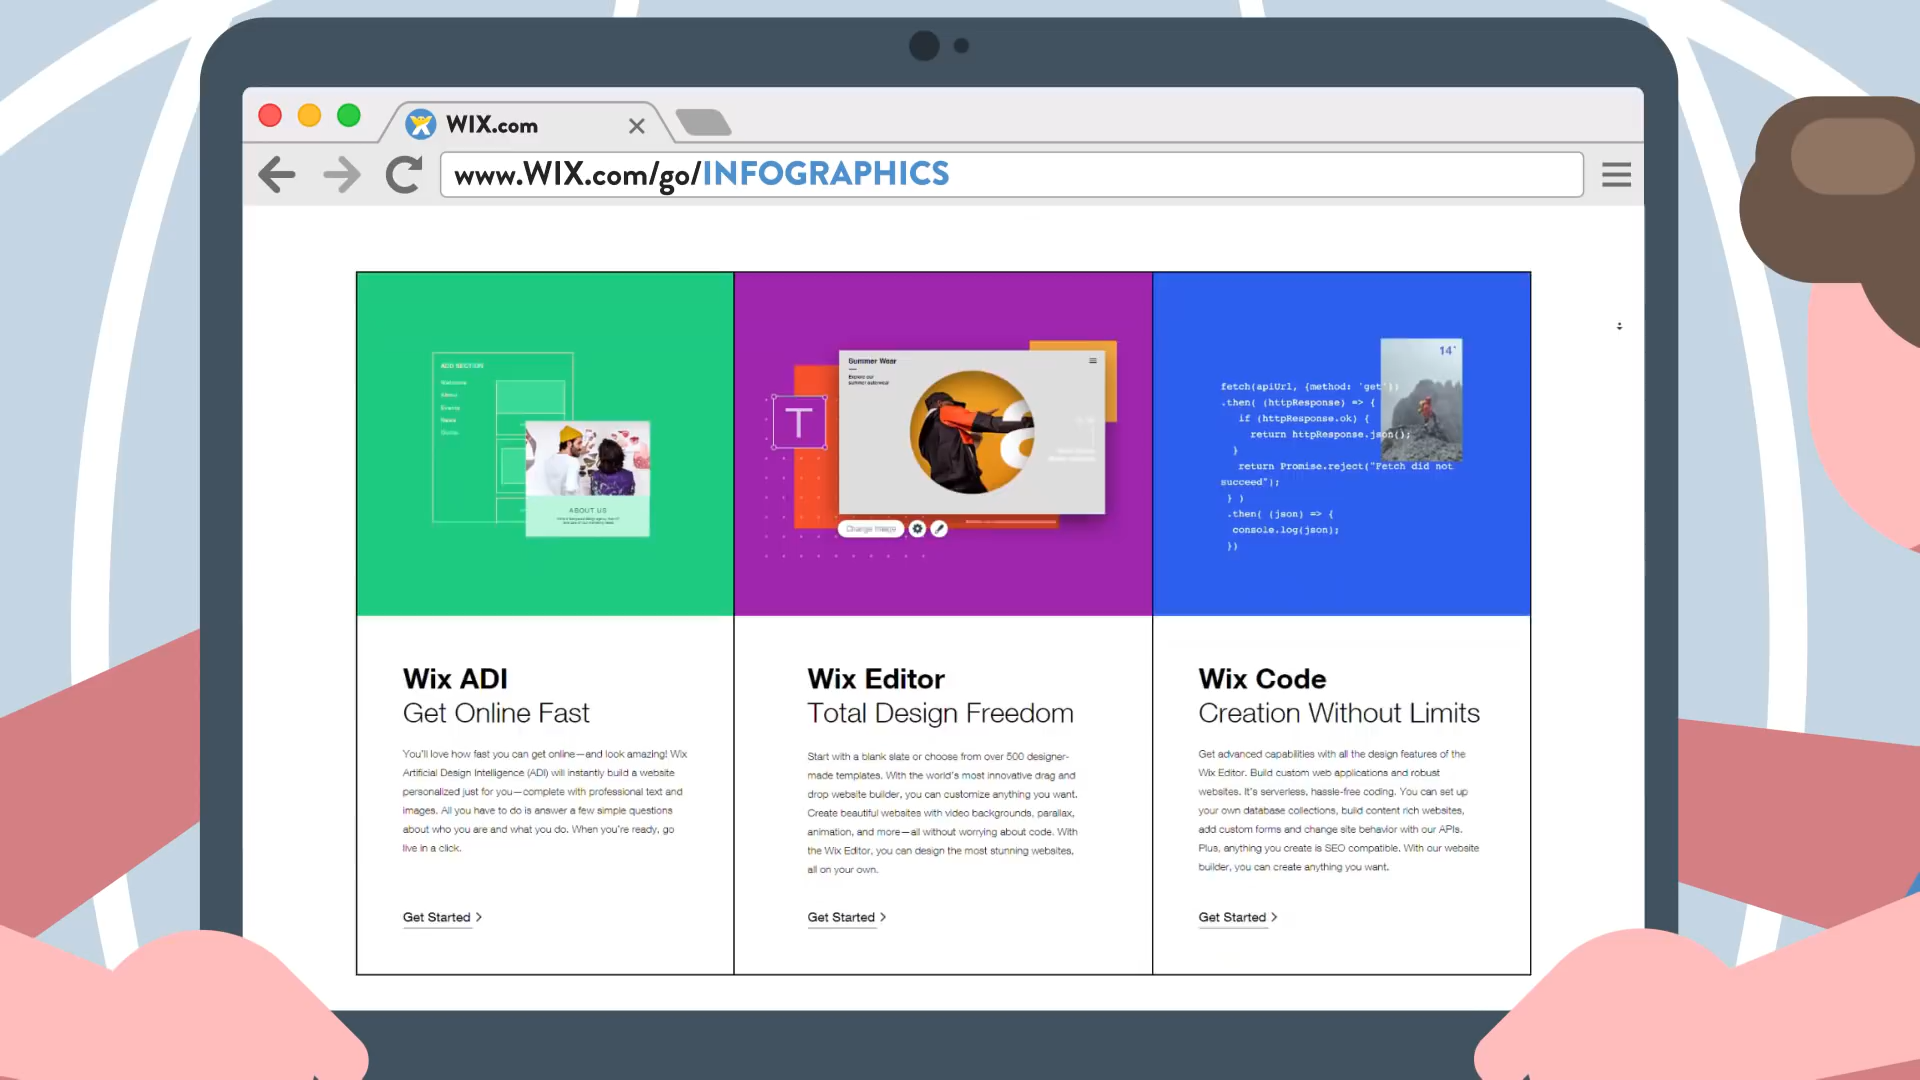 WIX.com
www.WIX.com/go/INFOGRAPHICS
ADD SECTION
Welcome
About
Events
News
ABOUT US
Summer Wear
Explore our
summer outerwear
T
S
Change Image
14°
fetch(apiUrl, {method: 'get'})
.then( (httpResponse) => {
if (httpResponse.ok) {
return httpResponse.json();
}
return Promise.reject("Fetch did not
succeed");
} )
.then( (json) => {
console.log(json);
})
Wix ADI
Get Online Fast
You'll love how fast you can get online—and look amazing! Wix
Artificial Design Intelligence (ADI) will instantly build a website
personalized just for you—complete with professional text and
images. All you have to do is answer a few simple questions
about who you are and what you do. When you're ready, go
live in a click.
Get Started >
Wix Editor
Total Design Freedom
Start with a blank slate or choose from over 500 designer-
made templates. With the world's most innovative drag and
drop website builder, you can customize anything you want.
Create beautiful websites with video backgrounds, parallax,
animation, and more—all without worrying about code. With
the Wix Editor, you can design the most stunning websites,
all on your own.
Get Started >
Wix Code
Creation Without Limits
Get advanced capabilities with all the design features of the
Wix Editor. Build custom web applications and robust
websites. It's serverless, hassle-free coding. You can set up
your own database collections, build content rich websites,
add custom forms and change site behavior with our APIs.
Plus, anything you create is SEO compatible. With our website
builder, you can create anything you want.
Get Started >